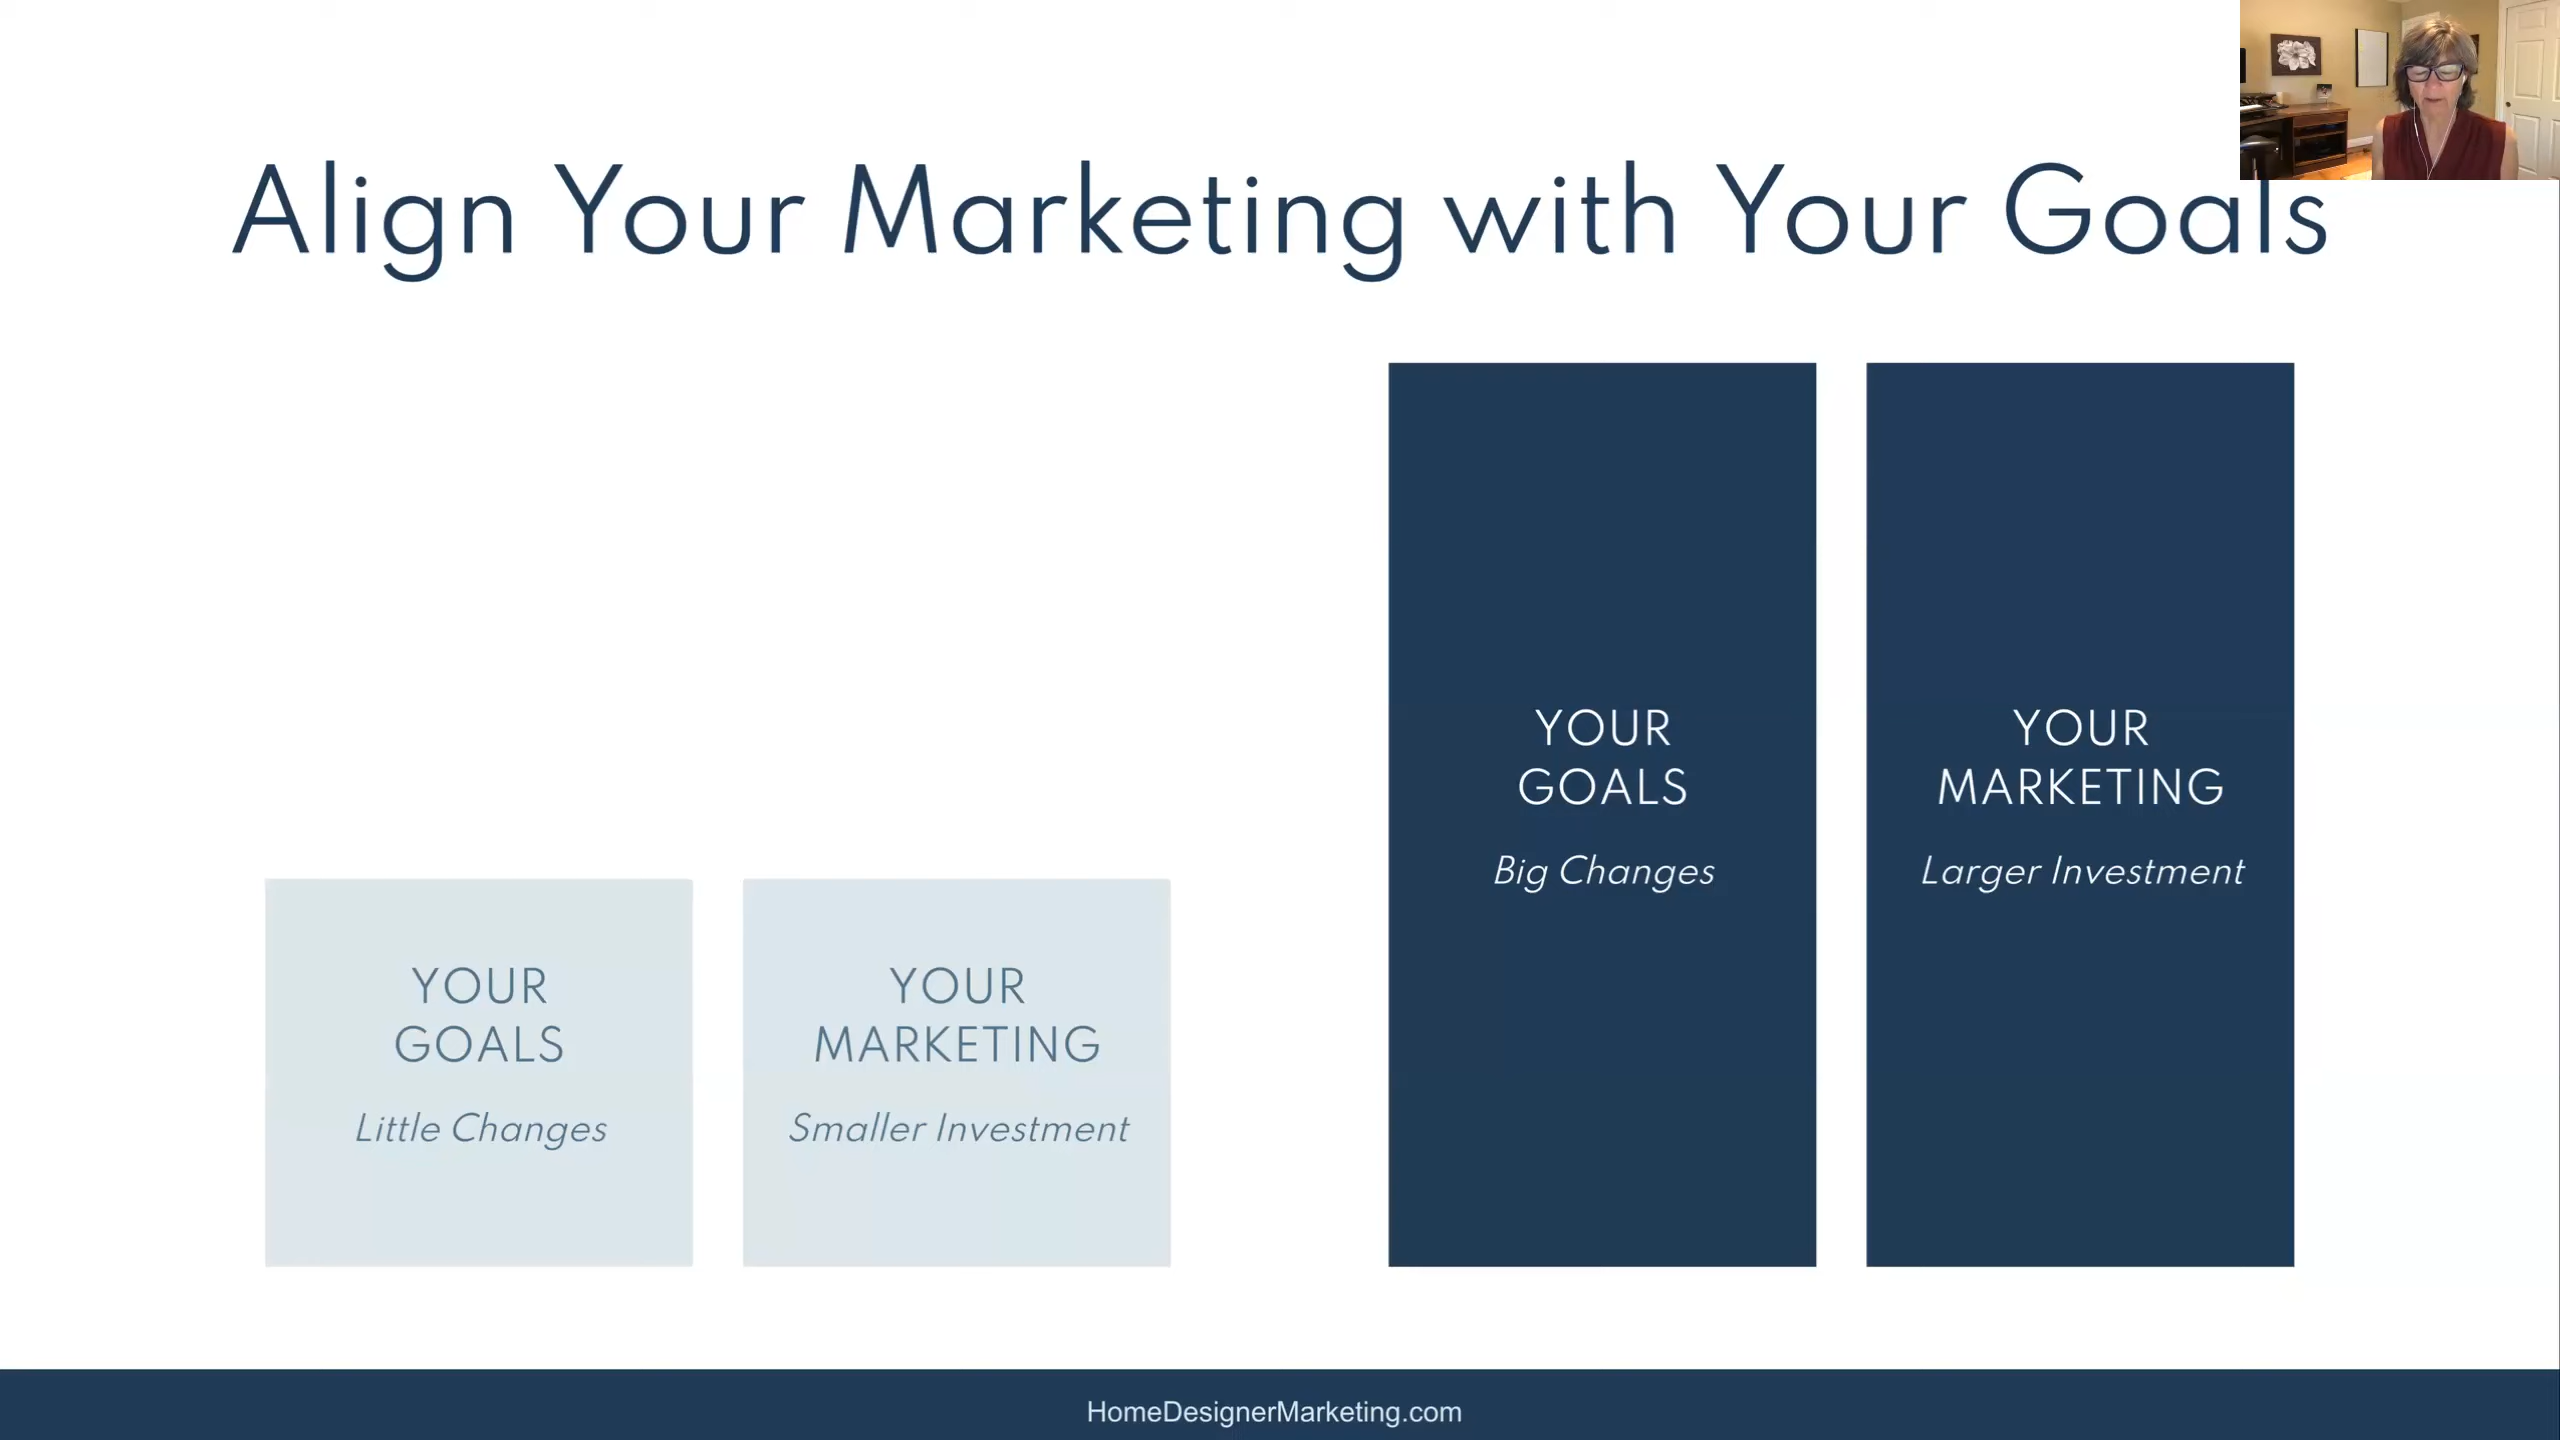 Align Your Marketing with Your Goals
YOUR
GOALS
Little Changes
YOUR
MARKETING
Smaller Investment
YOUR
GOALS
Big Changes
YOUR
MARKETING
Larger Investment
HomeDesignerMarketing.com